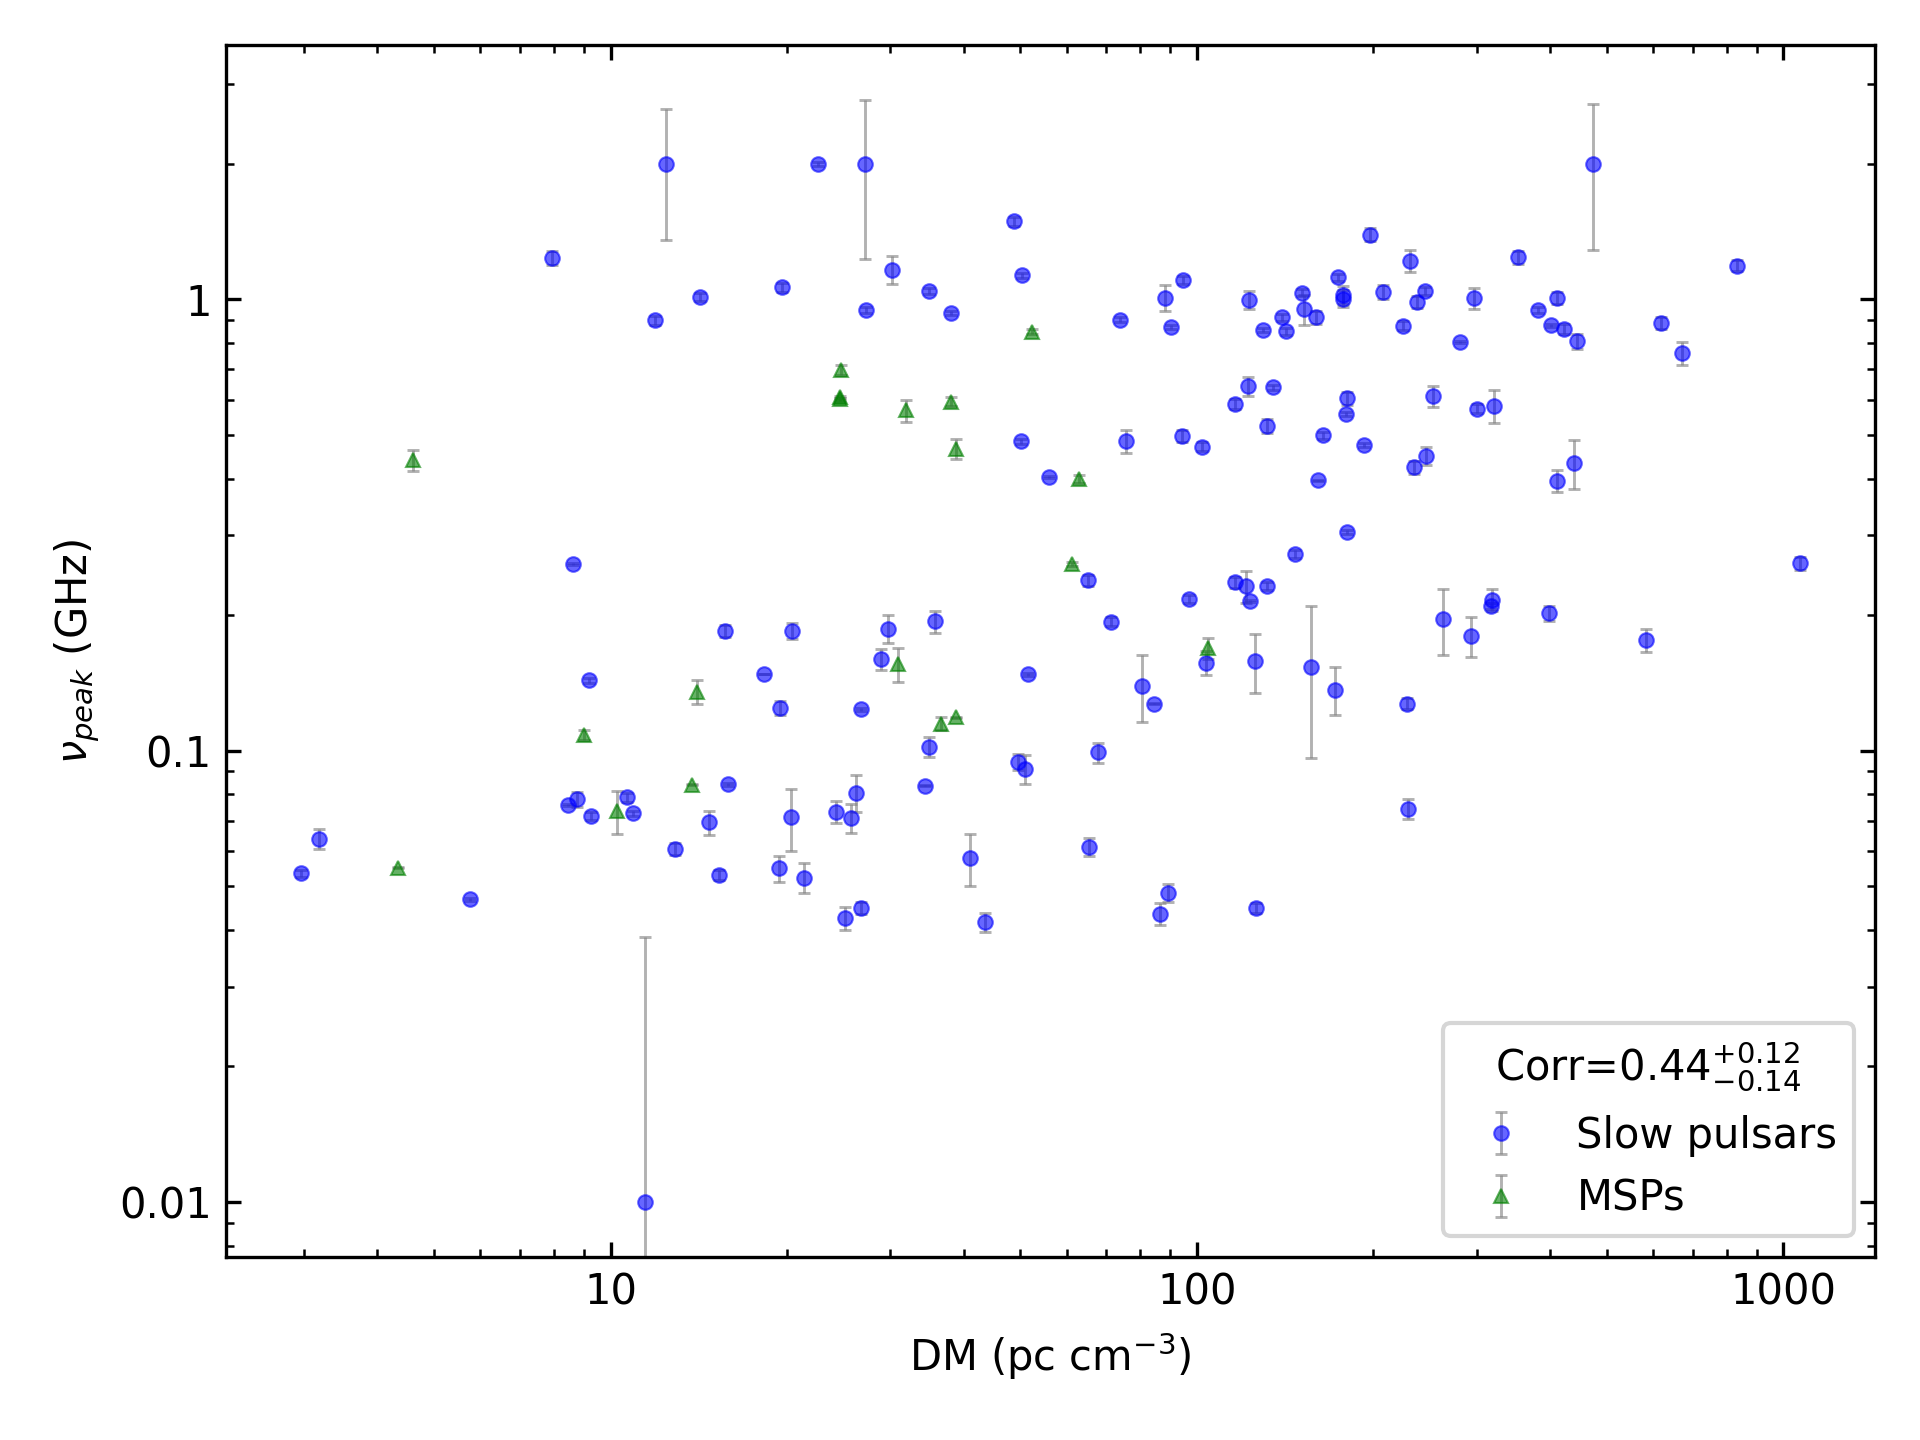 1
0.1
0.01
ν_peak (GHz)
10 100 1000
DM (pc cm⁻³)
Corr=0.44^{+0.12}_{−0.14}
Slow pulsars
MSPs